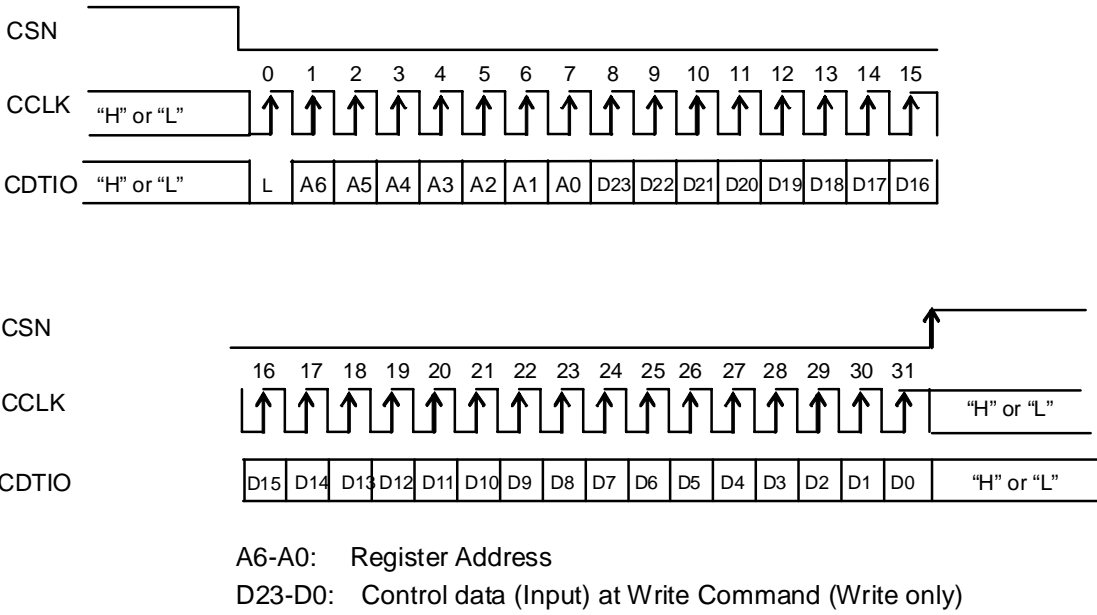 CSN
0 1 2 3 4 5 6 7 8 9 10 11 12 13 14 15
CCLK "H" or "L"
CDTIO "H" or "L" L A6 A5 A4 A3 A2 A1 A0 D23 D22 D21 D20 D19 D18 D17 D16
CSN
16 17 18 19 20 21 22 23 24 25 26 27 28 29 30 31
CCLK "H" or "L"
CDTIO D15 D14 D13 D12 D11 D10 D9 D8 D7 D6 D5 D4 D3 D2 D1 D0 "H" or "L"
A6-A0: Register Address
D23-D0: Control data (Input) at Write Command (Write only)